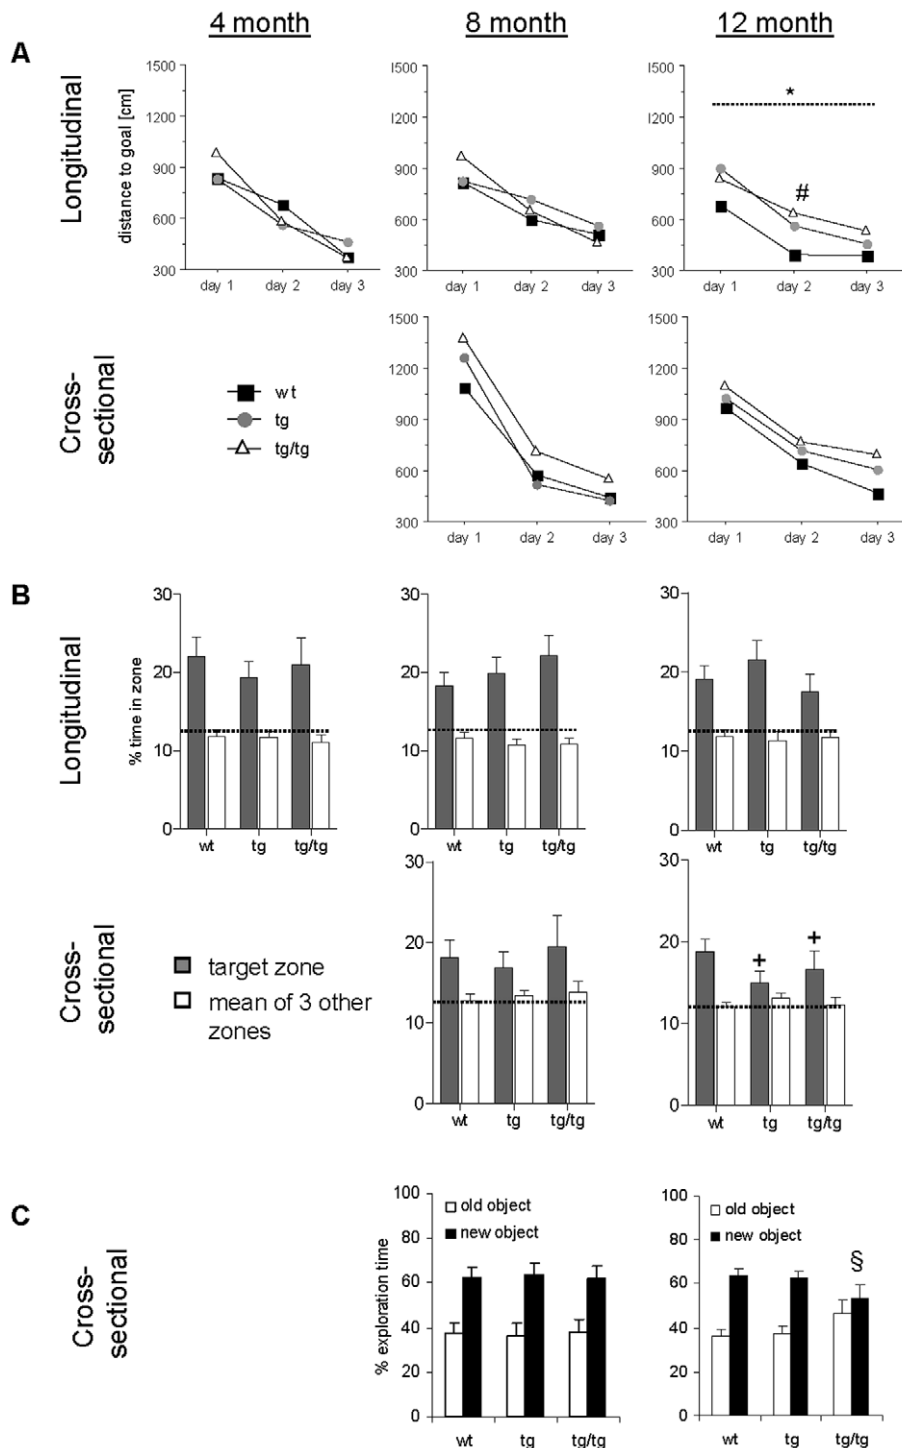 4 month 8 month 12 month
A
Longitudinal
distance to goal [cm]
1500 1500 1500
1200 1200 1200
900 900 900
600 600 600
300 300 300
*
#
day 1 day 2 day 3 day 1 day 2 day 3 day 1 day 2 day 3
Cross-
sectional
wt
tg
tg/tg
1500 1500
1200 1200
900 900
600 600
300 300
day 1 day 2 day 3 day 1 day 2 day 3
B
Longitudinal
% time in zone
30 30 30
20 20 20
10 10 10
0 0 0
wt tg tg/tg wt tg tg/tg wt tg tg/tg
Cross-
sectional
target zone
mean of 3 other
zones
30 30
20 20
10 10
0 0
+ +
wt tg tg/tg wt tg tg/tg
C
Cross-
sectional
% exploration time
100 100
80 80
60 60
40 40
20 20
0 0
old object old object
new object new object
§
wt tg tg/tg wt tg tg/tg